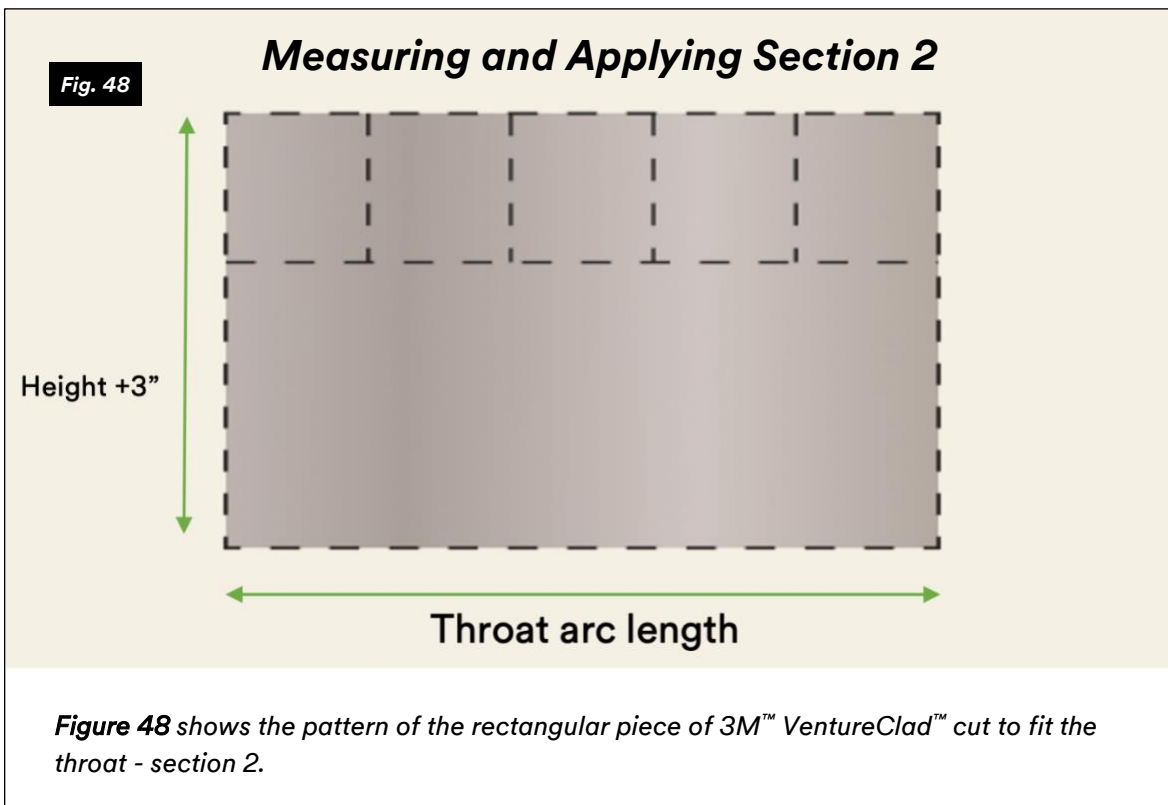 Measuring and Applying Section 2
Fig. 48
Height +3”
Throat arc length
Figure 48 shows the pattern of the rectangular piece of 3M™ VentureClad™ cut to fit the
throat - section 2.